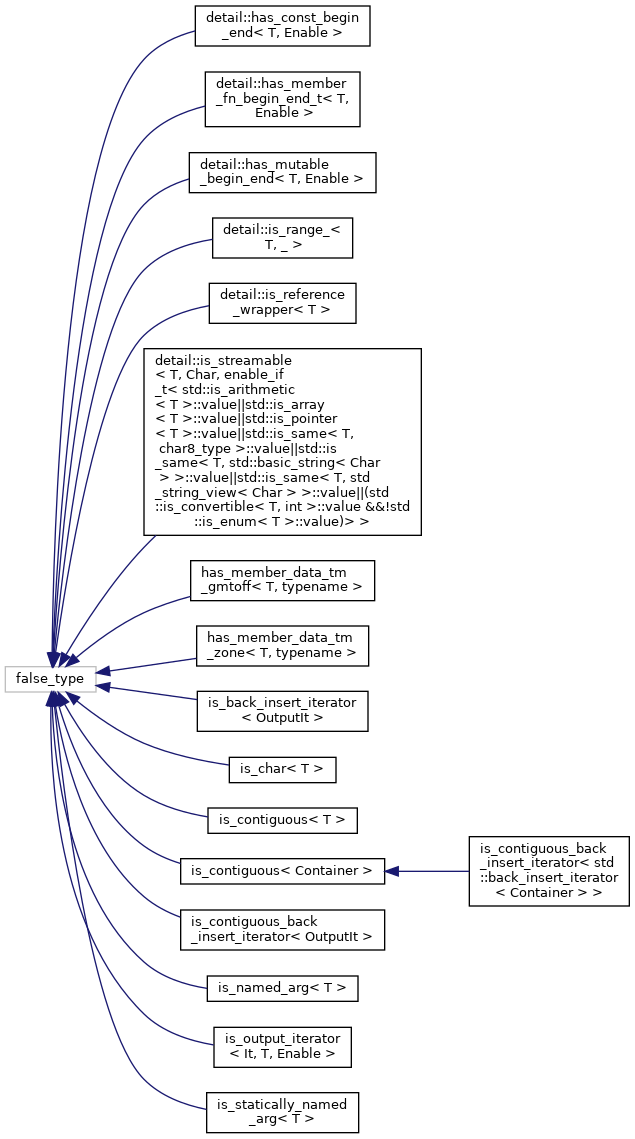 detail::has_const_begin
_end< T, Enable >
detail::has_member
_fn_begin_end_t< T,
Enable >
detail::has_mutable
_begin_end< T, Enable >
detail::is_range_<
T, _ >
detail::is_reference
_wrapper< T >
detail::is_streamable
< T, Char, enable_if
_t< std::is_arithmetic
< T >::value||std::is_array
< T >::value||std::is_pointer
< T >::value||std::is_same< T,
char8_type >::value||std::is
_same< T, std::basic_string< Char
> >::value||std::is_same< T, std
_string_view< Char > >::value||(std
::is_convertible< T, int >::value &&!std
::is_enum< T >::value)> >
has_member_data_tm
_gmtoff< T, typename >
has_member_data_tm
_zone< T, typename >
false_type
is_back_insert_iterator
< OutputIt >
is_char< T >
is_contiguous< T >
is_contiguous< Container >
is_contiguous_back
_insert_iterator< std
::back_insert_iterator
< Container > >
is_contiguous_back
_insert_iterator< OutputIt >
is_named_arg< T >
is_output_iterator
< It, T, Enable >
is_statically_named
_arg< T >